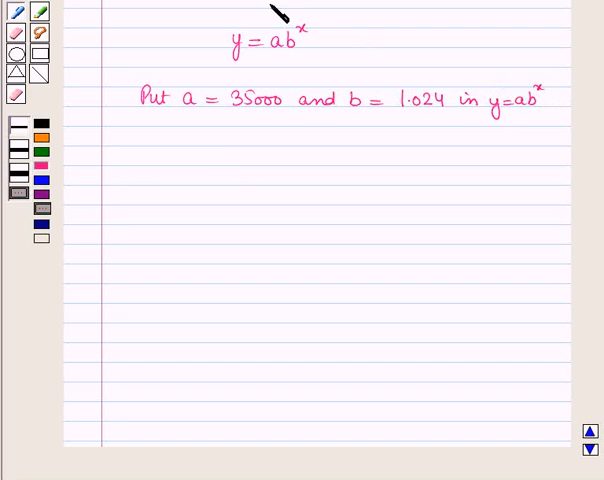 y = ab^x
Put a = 35000 and b = 1.024 in y=ab^x